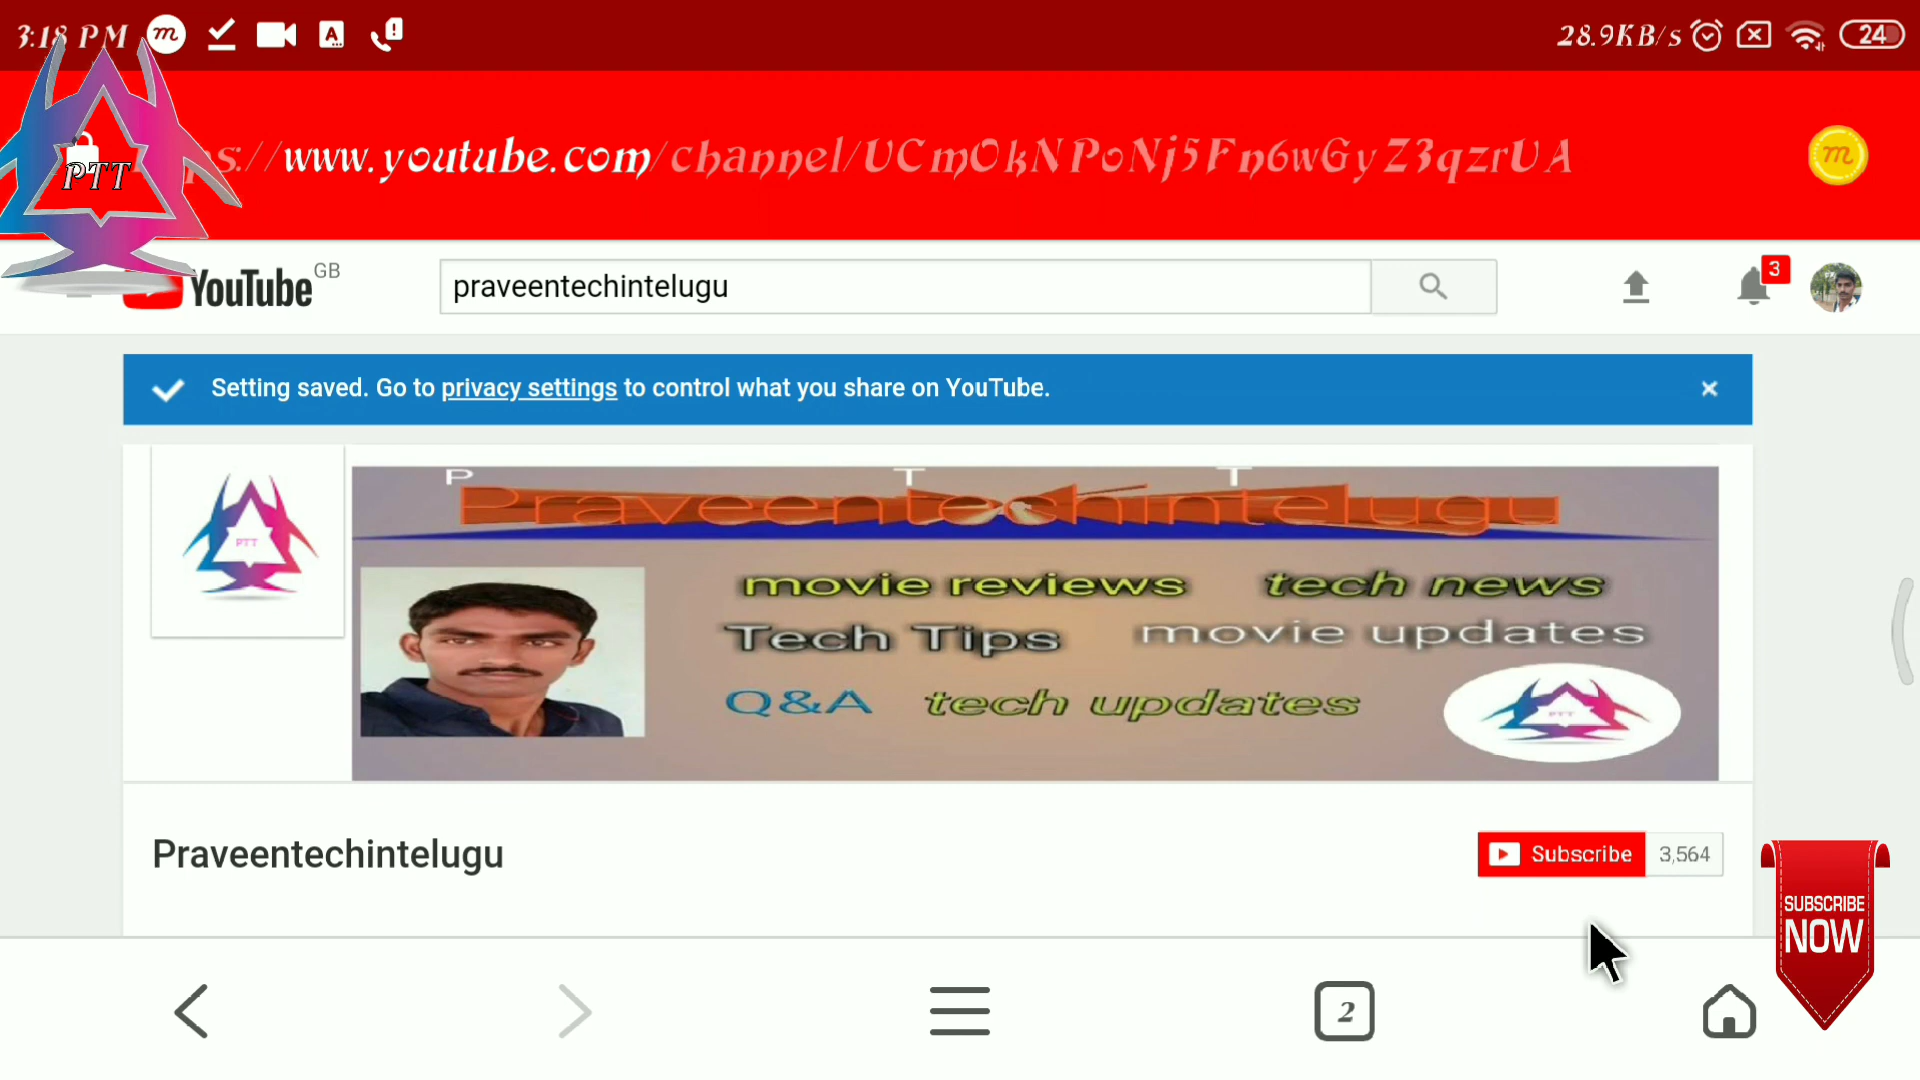 3:18 PM
28.9KB/s
24
www.youtube.com/channel/UCmOkNPoNj5Fn6wGyZ3qzrUA
PTT
YouTube GB
praveentechintelugu
3
Setting saved. Go to privacy settings to control what you share on YouTube.
×
P T T
Praveentechintelugu
PTT
movie reviews tech news
Tech Tips movie updates
Q&A tech updates
PTT
Praveentechintelugu
Subscribe 3,564
SUBSCRIBE
NOW
2